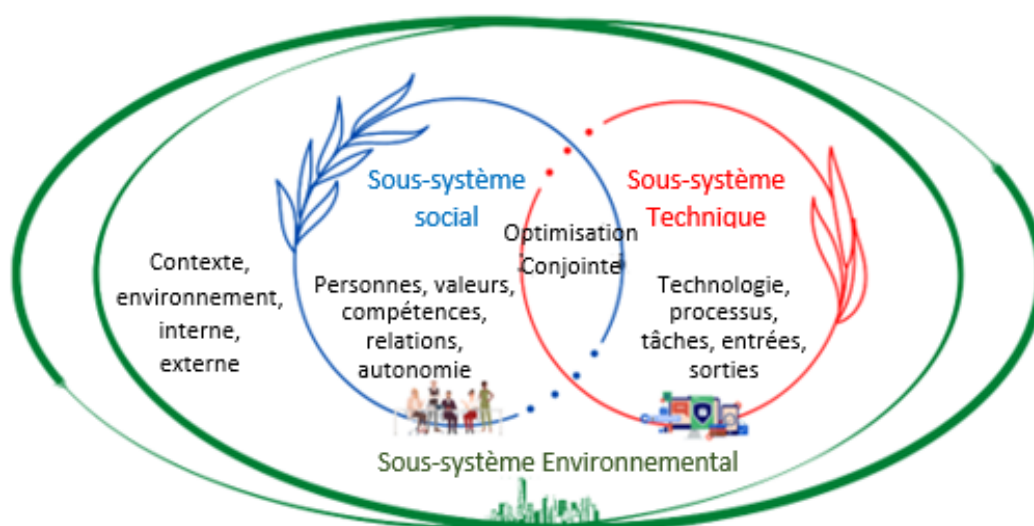 Sous-système
social
Sous-système
Technique
Optimisation
Conjointe
Contexte,
environnement,
interne,
externe
Personnes, valeurs,
compétences,
relations,
autonomie
Technologie,
processus,
tâches, entrées,
sorties
Sous-système Environnemental